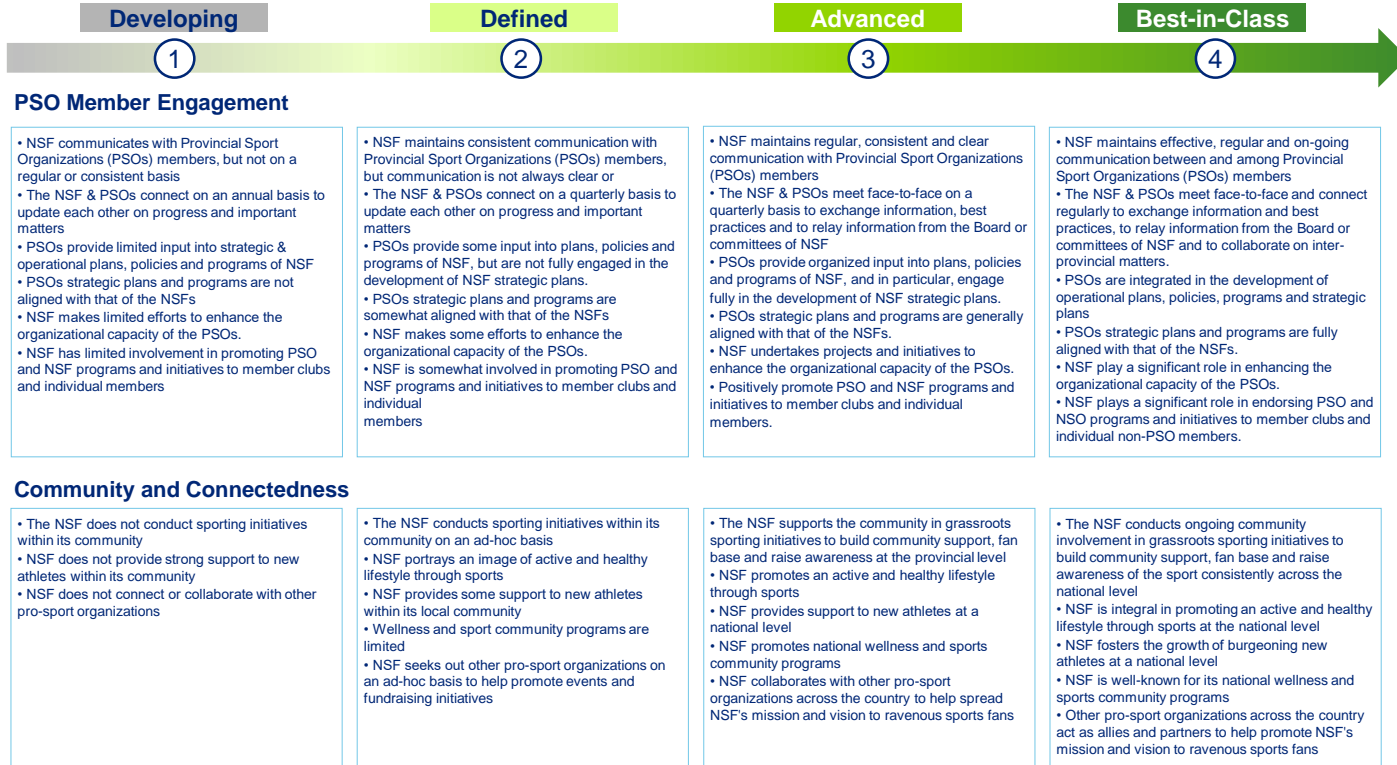 Developing
Defined
Advanced
Best-in-Class
1
2
3
4
PSO Member Engagement
• NSF communicates with Provincial Sport
Organizations (PSOs) members, but not on a
regular or consistent basis
• The NSF & PSOs connect on an annual basis to
update each other on progress and important
matters
• PSOs provide limited input into strategic &
operational plans, policies and programs of NSF
• PSOs strategic plans and programs are not
aligned with that of the NSFs
• NSF makes limited efforts to enhance the
organizational capacity of the PSOs.
• NSF has limited involvement in promoting PSO
and NSF programs and initiatives to member clubs
and individual members
• NSF maintains consistent communication with
Provincial Sport Organizations (PSOs) members,
but communication is not always clear or
• The NSF & PSOs connect on a quarterly basis to
update each other on progress and important
matters
• PSOs provide some input into plans, policies and
programs of NSF, but are not fully engaged in the
development of NSF strategic plans.
• PSOs strategic plans and programs are
somewhat aligned with that of the NSFs
• NSF makes some efforts to enhance the
organizational capacity of the PSOs.
• NSF is somewhat involved in promoting PSO and
NSF programs and initiatives to member clubs and
individual
members
• NSF maintains regular, consistent and clear
communication with Provincial Sport Organizations
(PSOs) members
• The NSF & PSOs meet face-to-face on a
quarterly basis to exchange information, best
practices and to relay information from the Board or
committees of NSF
• PSOs provide organized input into plans, policies
and programs of NSF, and in particular, engage
fully in the development of NSF strategic plans.
• PSOs strategic plans and programs are generally
aligned with that of the NSFs.
• NSF undertakes projects and initiatives to
enhance the organizational capacity of the PSOs.
• Positively promote PSO and NSF programs and
initiatives to member clubs and individual
members.
• NSF maintains effective, regular and on-going
communication between and among Provincial
Sport Organizations (PSOs) members
• The NSF & PSOs meet face-to-face and connect
regularly to exchange information and best
practices, to relay information from the Board or
committees of NSF and to collaborate on inter-
provincial matters.
• PSOs are integrated in the development of
operational plans, policies, programs and strategic
plans
• PSOs strategic plans and programs are fully
aligned with that of the NSFs.
• NSF play a significant role in enhancing the
organizational capacity of the PSOs.
• NSF plays a significant role in endorsing PSO and
NSO programs and initiatives to member clubs and
individual non-PSO members.
Community and Connectedness
• The NSF does not conduct sporting initiatives
within its community
• NSF does not provide strong support to new
athletes within its community
• NSF does not connect or collaborate with other
pro-sport organizations
• The NSF conducts sporting initiatives within its
community on an ad-hoc basis
• NSF portrays an image of active and healthy
lifestyle through sports
• NSF provides some support to new athletes
within its local community
• Wellness and sport community programs are
limited
• NSF seeks out other pro-sport organizations on
an ad-hoc basis to help promote events and
fundraising initiatives
• The NSF supports the community in grassroots
sporting initiatives to build community support, fan
base and raise awareness at the provincial level
• NSF promotes an active and healthy lifestyle
through sports
• NSF provides support to new athletes at a
national level
• NSF promotes national wellness and sports
community programs
• NSF collaborates with other pro-sport
organizations across the country to help spread
NSF's mission and vision to ravenous sports fans
• The NSF conducts ongoing community
involvement in grassroots sporting initiatives to
build community support, fan base and raise
awareness of the sport consistently across the
national level
• NSF is integral in promoting an active and healthy
lifestyle through sports at the national level
• NSF fosters the growth of burgeoning new
athletes at a national level
• NSF is well-known for its national wellness and
sports community programs
• Other pro-sport organizations across the country
act as allies and partners to help promote NSF's
mission and vision to ravenous sports fans